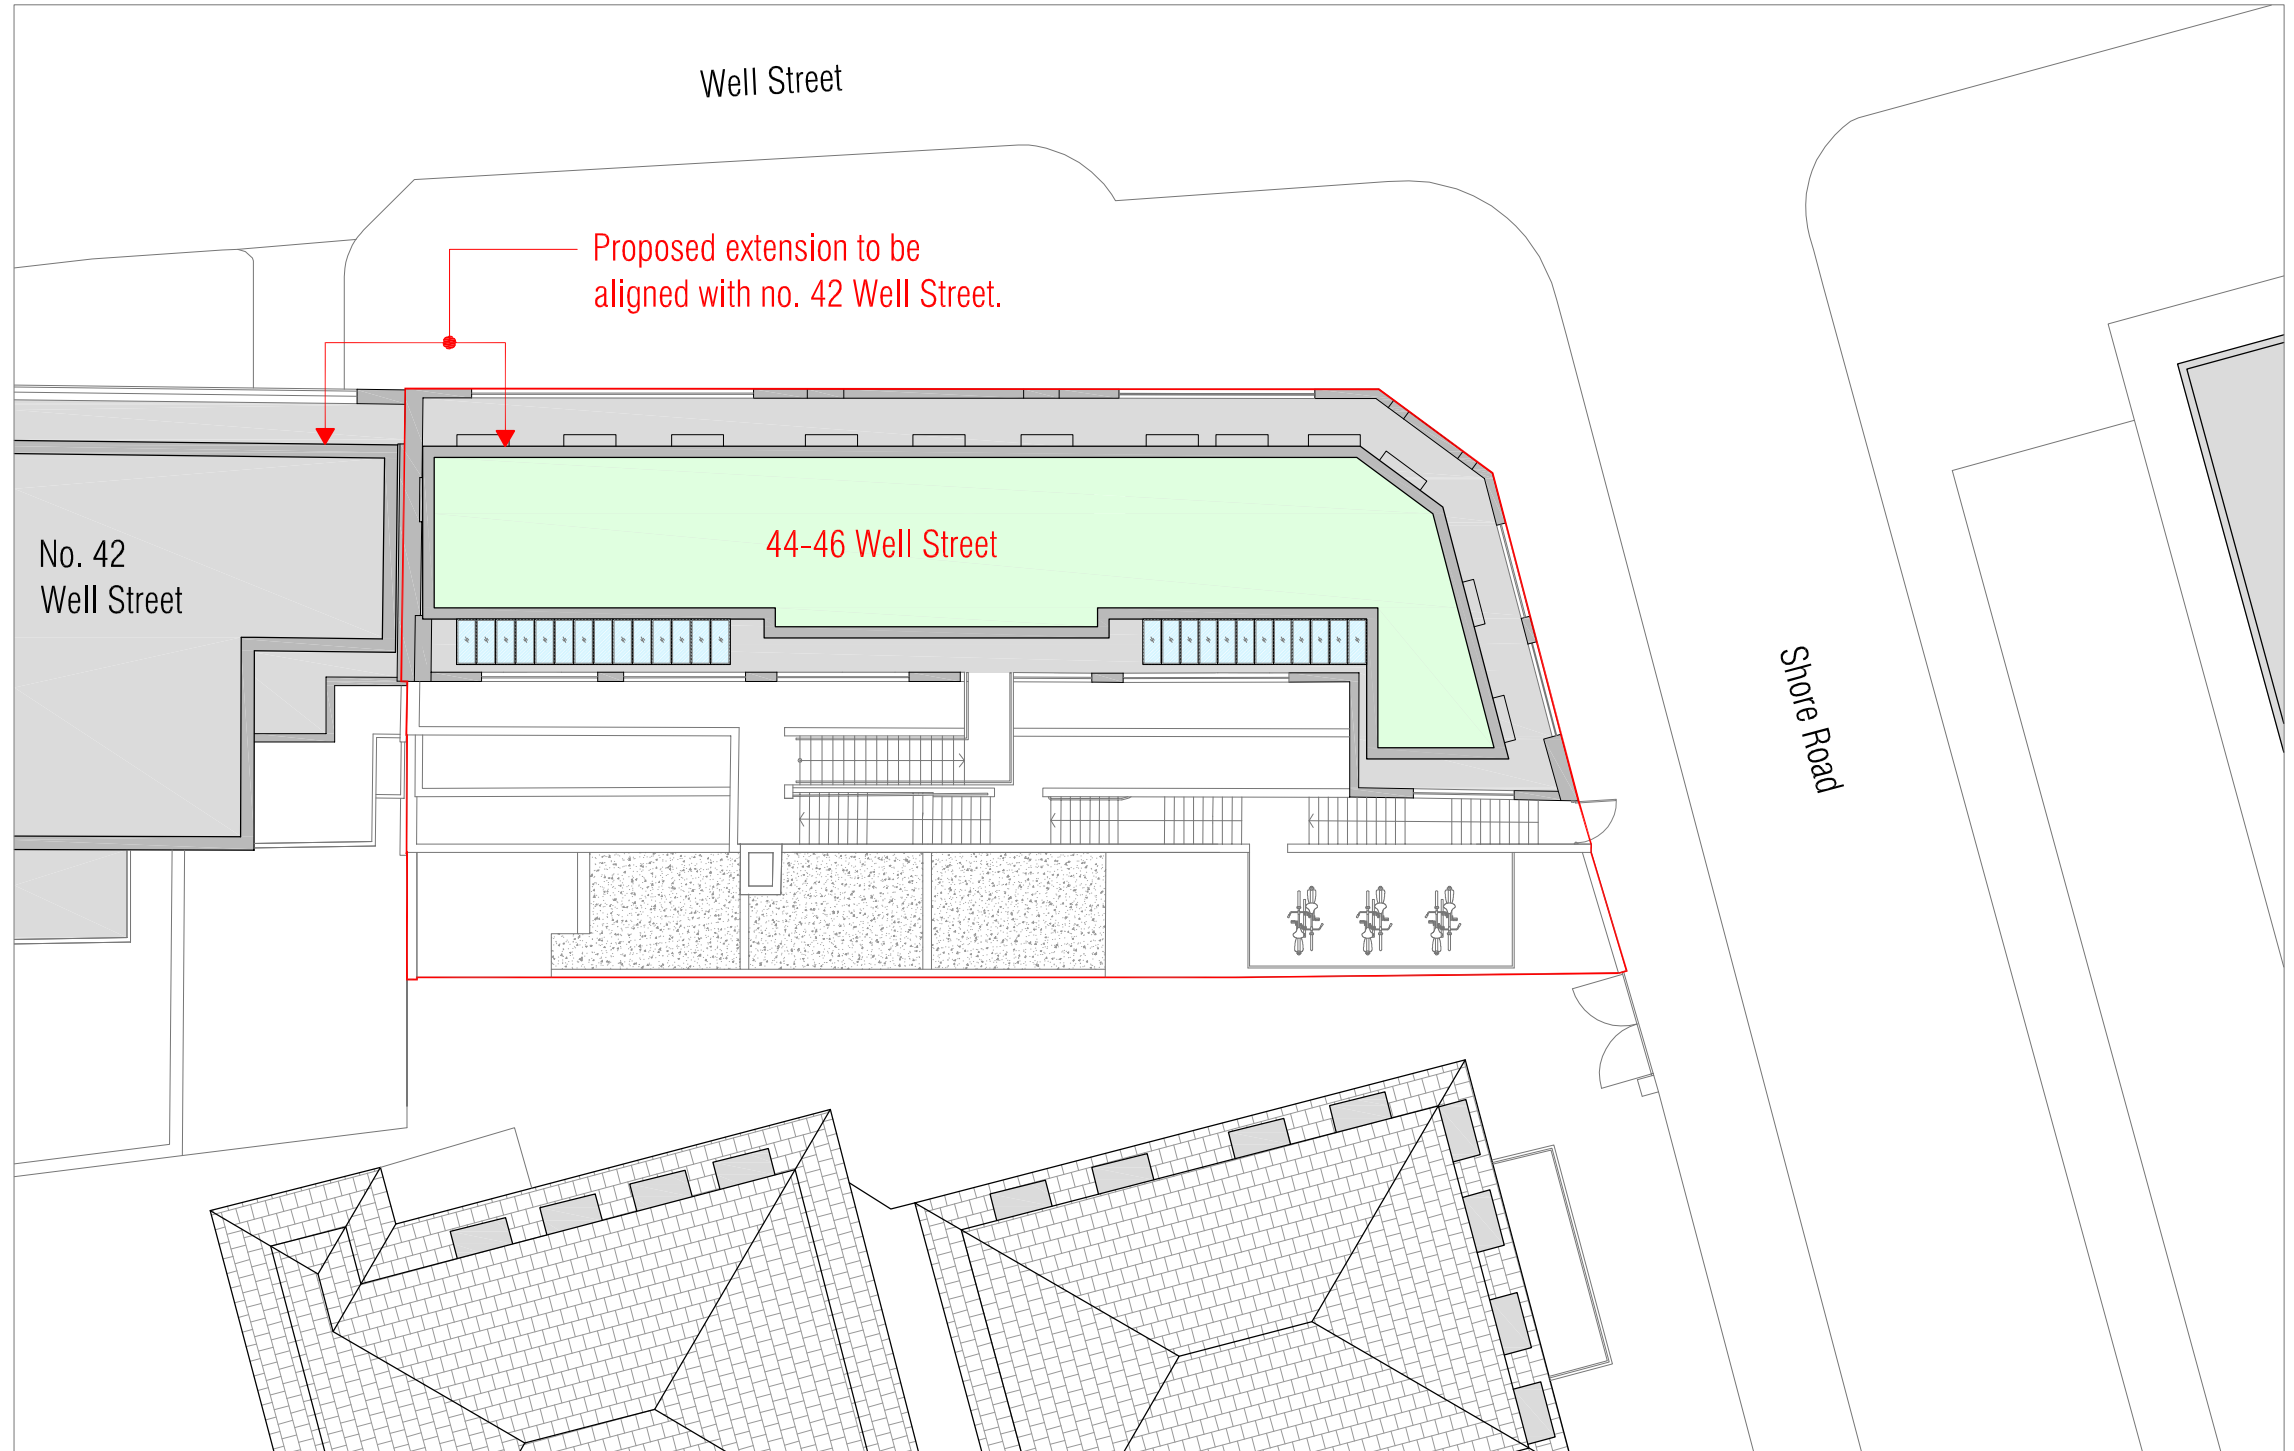 Well Street
Proposed extension to be
aligned with no. 42 Well Street.
44-46 Well Street
No. 42
Well Street
Shore Road